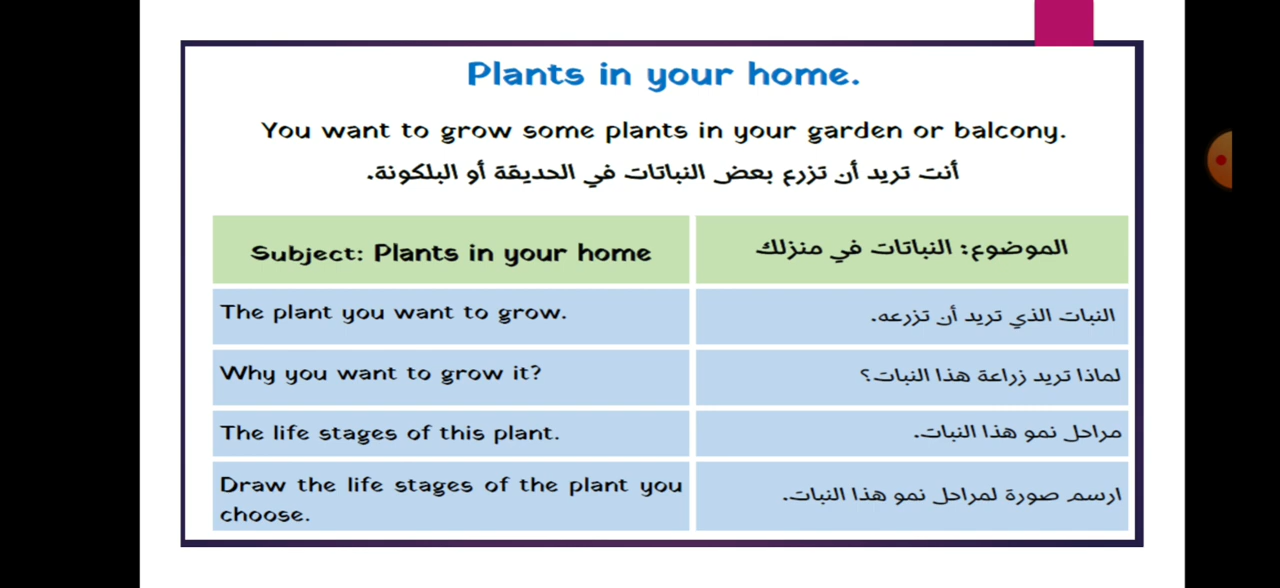 Plants in your home.
You want to grow some plants in your garden or balcony.
أنت تريد أن تزرع بعض النباتات في الحديقة أو البلكونة.
Subject: Plants in your home
الموضوع: النباتات في منزلك
The plant you want to grow.
النبات الذي تريد أن تزرعه.
Why you want to grow it?
لماذا تريد زراعة هذا النبات؟
The life stages of this plant.
مراحل نمو هذا النبات.
Draw the life stages of the plant you
choose.
ارسم صورة لمراحل نمو هذا النبات.